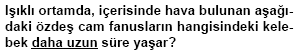 Işıklı ortamda, içerisinde hava bulunan aşağı-
daki özdeş cam fanusların hangisindeki kele-
bek daha uzun süre yaşar?